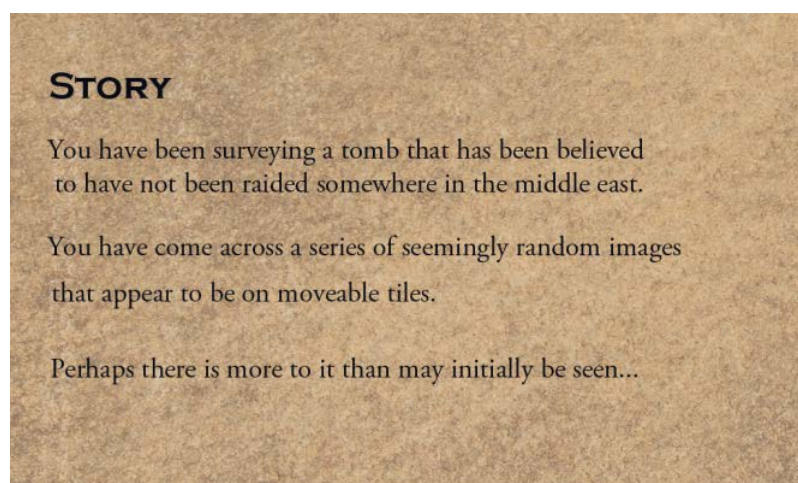 STORY
You have been surveying a tomb that has been believed
to have not been raided somewhere in the middle east.
You have come across a series of seemingly random images
that appear to be on moveable tiles.
Perhaps there is more to it than may initially be seen...